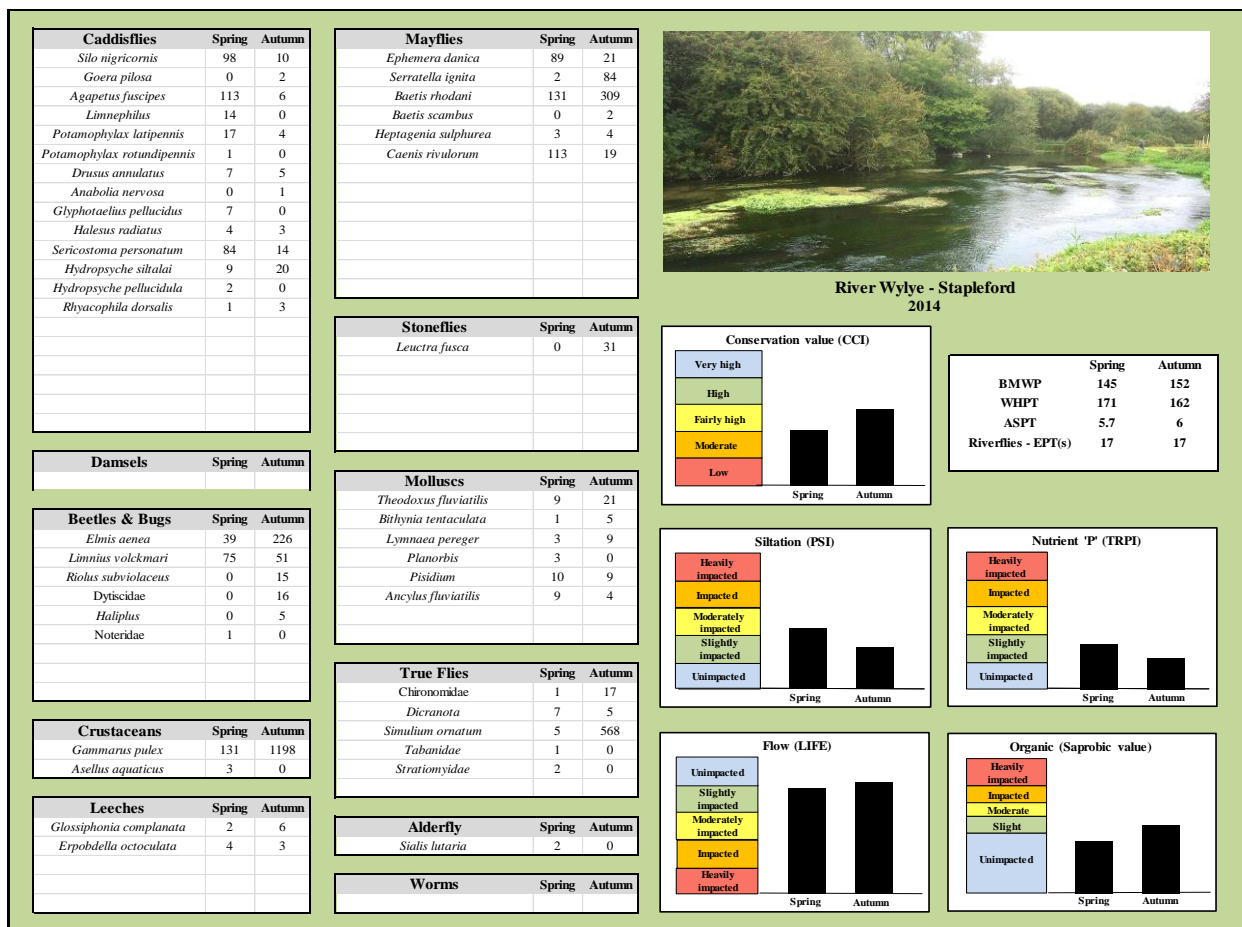 Caddisflies Spring Autumn
Silo nigricornis 98 10
Goera pilosa 0 2
Agapetus fuscipes 113 6
Limnephilus 14 0
Potamophylax latipennis 17 4
Potamophylax rotundipennis 1 0
Drusus annulatus 7 5
Anabolia nervosa 0 1
Glyphotaelius pellucidus 7 0
Halesus radiatus 4 3
Sericostoma personatum 84 14
Hydropsyche siltalai 9 20
Hydropsyche pellucidula 2 0
Rhyacophila dorsalis 1 3
Damsels Spring Autumn
Beetles & Bugs Spring Autumn
Elmis aenea 39 226
Limnius volckmari 75 51
Riolus subviolaceus 0 15
Dytiscidae 0 16
Haliplus 0 5
Noteridae 1 0
Crustaceans Spring Autumn
Gammarus pulex 131 1198
Asellus aquaticus 3 0
Leeches Spring Autumn
Glossiphonia complanata 2 6
Erpobdella octoculata 4 3
Mayflies Spring Autumn
Ephemera danica 89 21
Serratella ignita 2 84
Baetis rhodani 131 309
Baetis scambus 0 2
Heptagenia sulphurea 3 4
Caenis rivulorum 113 19
Stoneflies Spring Autumn
Leuctra fusca 0 31
Molluscs Spring Autumn
Theodoxus fluviatilis 9 21
Bithynia tentaculata 1 5
Lymnaea pereger 3 9
Planorbis 3 0
Pisidium 10 9
Ancylus fluviatilis 9 4
True Flies Spring Autumn
Chironomidae 1 17
Dicranota 7 5
Simulium ornatum 5 568
Tabanidae 1 0
Stratiomyidae 2 0
Alderfly Spring Autumn
Sialis lutaria 2 0
Worms Spring Autumn
River Wylye - Stapleford
2014
Conservation value (CCI)
Very high
High
Fairly high
Moderate
Low
Spring Autumn
Spring Autumn
BMWP 145 152
WHPT 171 162
ASPT 5.7 6
Riverflies - EPT(s) 17 17
Siltation (PSI)
Heavily
impacted
Impacted
Moderately
impacted
Slightly
impacted
Unimpacted
Spring Autumn
Nutrient 'P' (TRPI)
Heavily
impacted
Impacted
Moderately
impacted
Slightly
impacted
Unimpacted
Spring Autumn
Flow (LIFE)
Unimpacted
Slightly
impacted
Moderately
impacted
Impacted
Heavily
impacted
Spring Autumn
Organic (Saprobic value)
Heavily
impacted
Impacted
Moderate
Slight
Unimpacted
Spring Autumn